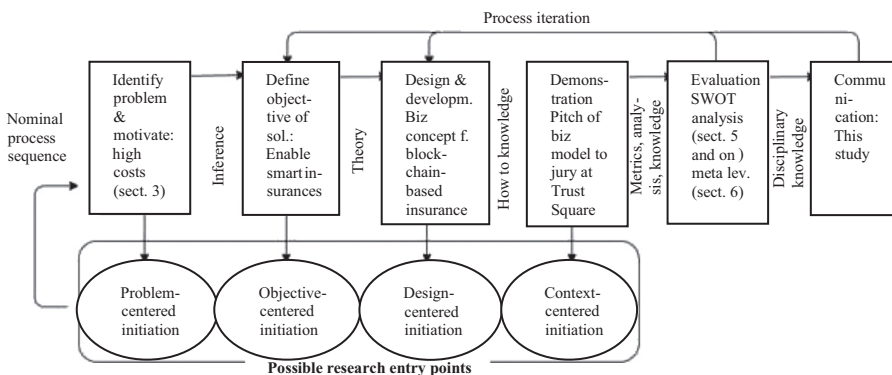 Process iteration
Nominal
process
sequence
Identify
problem
&
motivate:
high
costs
(sect. 3)
Inference
Define
object-
tive of
sol.:
Enable
smart in-
surances
Theory
Design &
developm.
Biz
concept f.
block-
chain-
based
insurance
How to knowledge
Demons-
tration
Pitch of
biz
model to
jury at
Trust
Square
Metrics, analy-
sis, knowledge
Evaluation
SWOT
analysis
(sect. 5
and on )
meta lev.
(sect. 6)
Disciplinary
knowledge
Commu
ni-
cation:
This
study
Problem-
centered
initiation
Objective-
centered
initiation
Design-
centered
initiation
Context-
centered
initiation
Possible research entry points